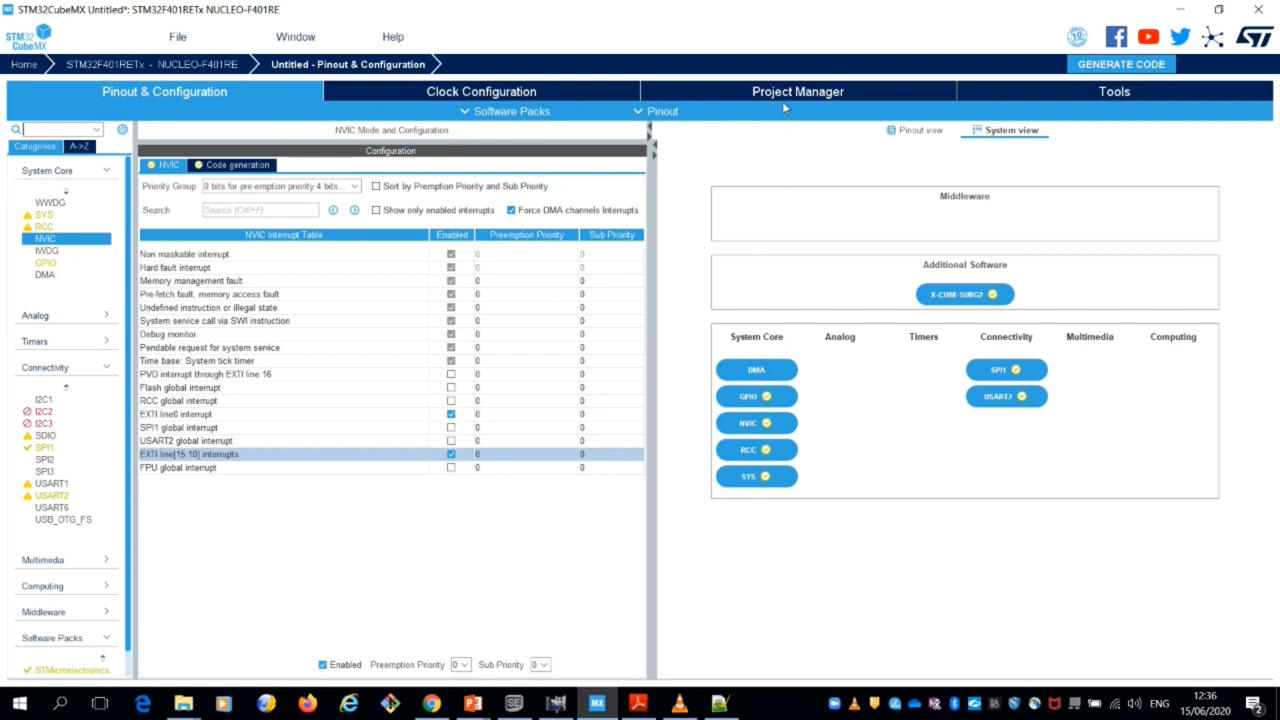 STM32CubeMX Untitled*: STM32F401RETx NUCLEO-F401RE
STM32
CubeMX
File Window Help
Home STM32F401RETx - NUCLEO-F401RE Untitled - Pinout & Configuration GENERATE CODE
Pinout & Configuration Clock Configuration Project Manager Tools
Software Packs Pinout
NVIC Mode and Configuration Pinout view System view
Categories A->Z
Configuration
NVIC Code generation
Priority Group 0 bits for pre-emption priority 4 bits... Sort by Premption Priority and Sub Priority
Search Search (Crtl+F) Show only enabled interrupts Force DMA channels Interrupts
NVIC Interrupt Table Enabled Preemption Priority Sub Priority
Non maskable interrupt 0 0
Hard fault interrupt 0 0
Memory management fault 0 0
Pre-fetch fault, memory access fault 0 0
Undefined instruction or illegal state 0 0
System service call via SWI instruction 0 0
Debug monitor 0 0
Pendable request for system service 0 0
Time base: System tick timer 0 0
PVD interrupt through EXTI line 16 0 0
Flash global interrupt 0 0
RCC global interrupt 0 0
EXTI line0 interrupt 0 0
SPI1 global interrupt 0 0
USART2 global interrupt 0 0
EXTI line[15:10] interrupts 0 0
FPU global interrupt 0 0
Enabled Preemption Priority 0 Sub Priority 0
System Core
WWDG
SYS
RCC
NVIC
IWDG
GPIO
DMA
Analog
Timers
Connectivity
I2C1
I2C2
I2C3
SDIO
SPI1
SPI2
SPI3
USART1
USART2
USART6
USB_OTG_FS
Multimedia
Computing
Middleware
Software Packs
STMicroelectronics
Middleware
Additional Software
X-CUBE-SUBG2
System Core Analog Timers Connectivity Multimedia Computing
DMA SPI1
GPIO USART2
NVIC
RCC
SYS
MX
ENG
12:36
15/06/2020
2